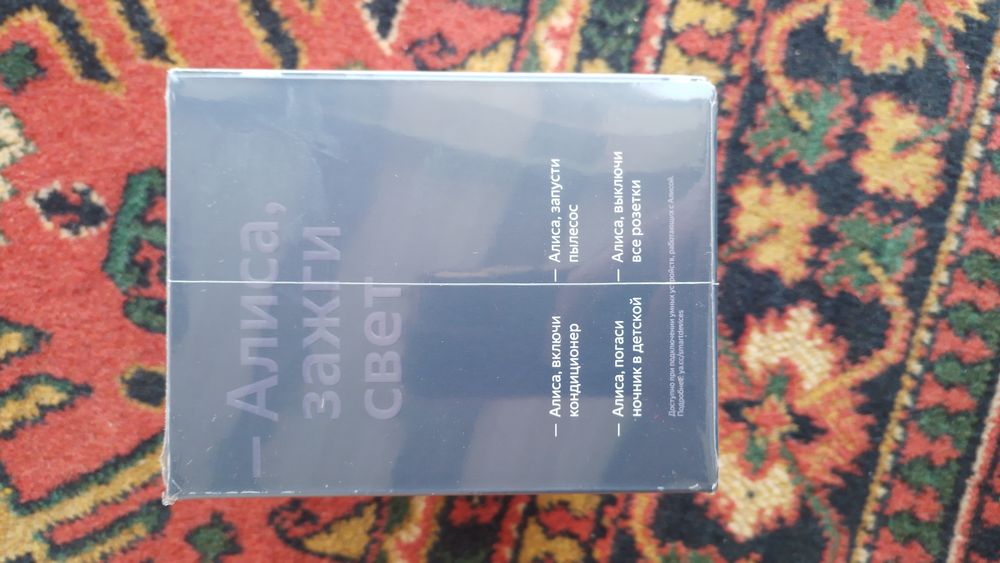 — Алиса,
зажги
свет
— Алиса, включи
кондиционер
— Алиса, запусти
пылесос
— Алиса, погаси
ночник в детской
— Алиса, выключи
все розетки
Доступно при подключении умных устройств, работающих с Алисой.
Подробнее: ya.cc/smartdevices